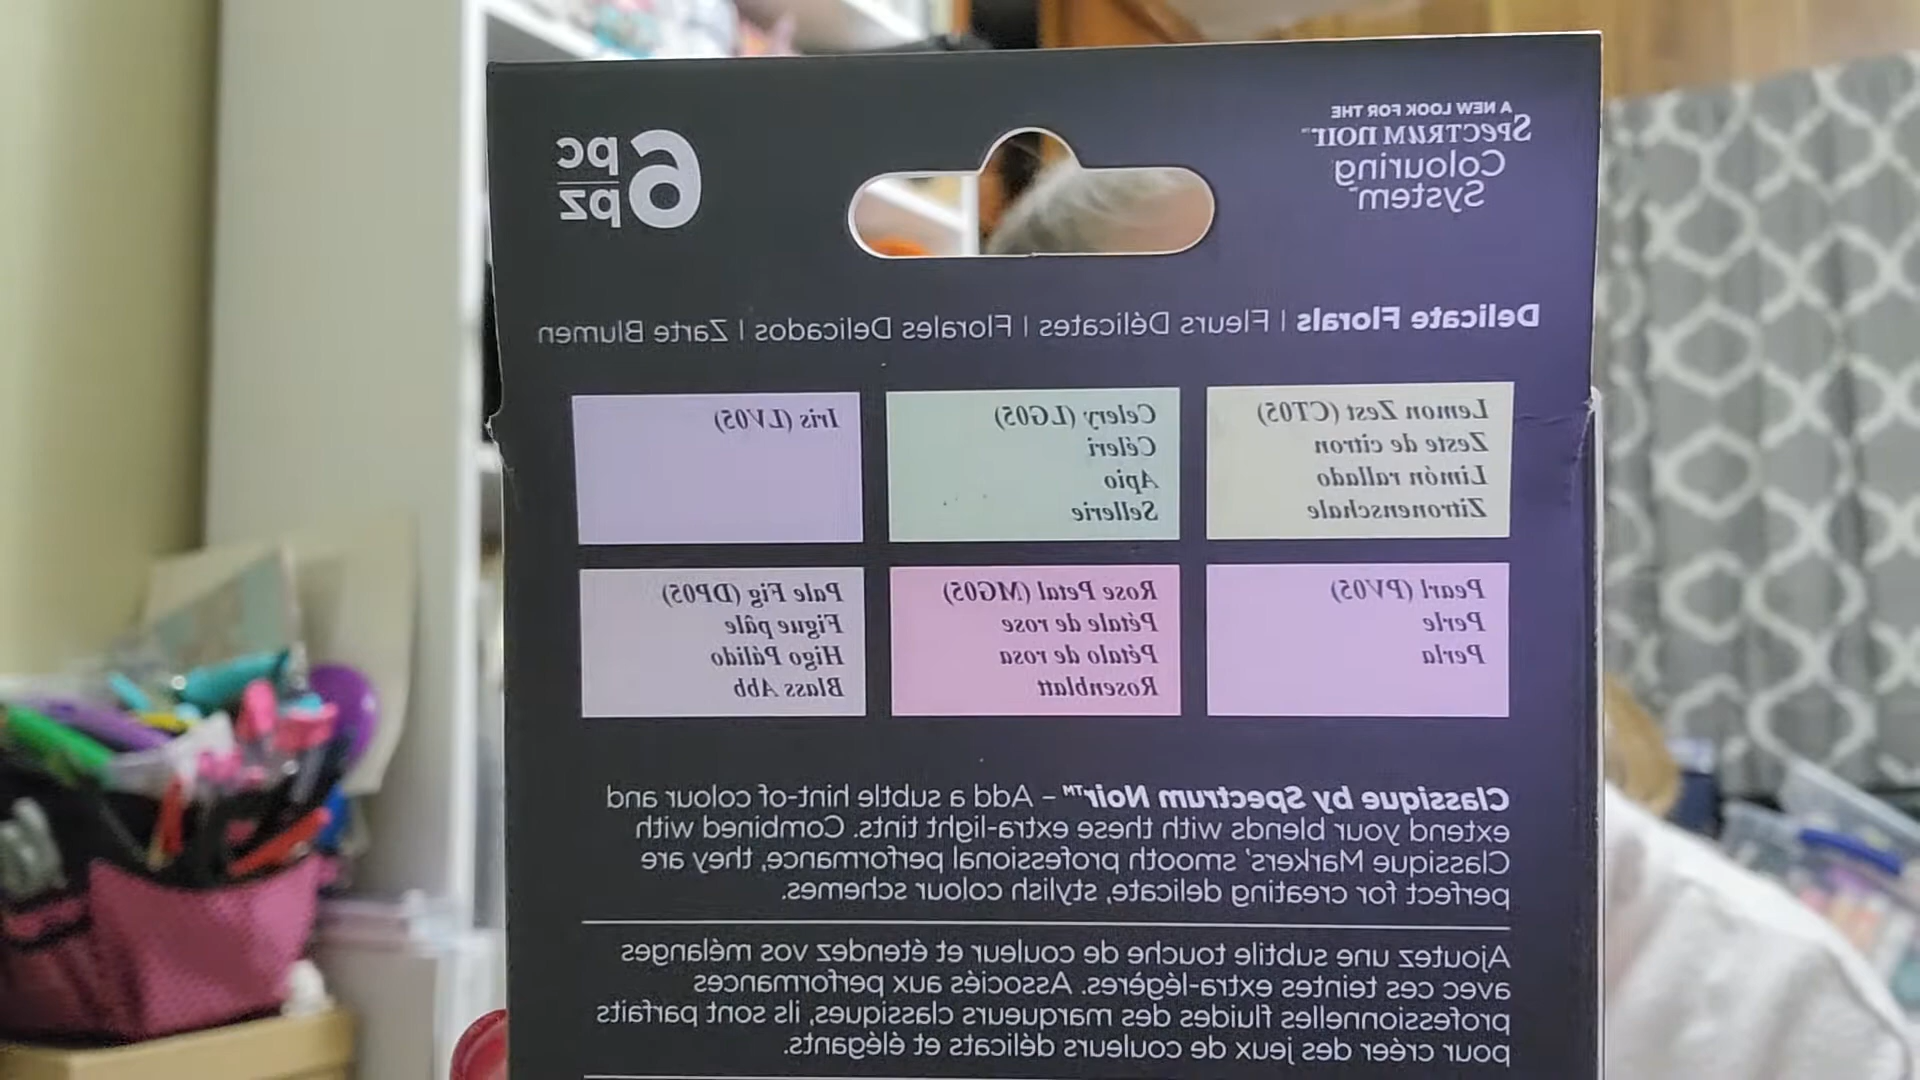 A NEW LOOK FOR THE
SPECTRUM NOIR™
Colouring
System™
6 pc
pz
Delicate Florals | Fleurs Délicates | Florales Delicados | Zarte Blumen
Lemon Zest (CT05)
Zeste de citron
Limón rallado
Zitronenschale
Celery (LG05)
Céleri
Apio
Sellerie
Iris (LV05)
Pearl (PV05)
Perle
Perla
Rose Petal (MG05)
Pétale de rose
Pétalo de rosa
Rosenblatt
Pale Fig (DP05)
Figue pâle
Higo Pálido
Blass Abb
Classique by Spectrum Noir™ – Add a subtle hint-of-colour and
extend your blends with these extra-light tints. Combined with
Classique Markers' smooth professional performance, they are
perfect for creating delicate, stylish colour schemes.
Ajoutez une subtile touche de couleur et étendez vos mélanges
avec ces teintes extra-légères. Associés aux performances
professionnelles fluides des marqueurs classiques, ils sont parfaits
pour créer des jeux de couleurs délicats et élégants.